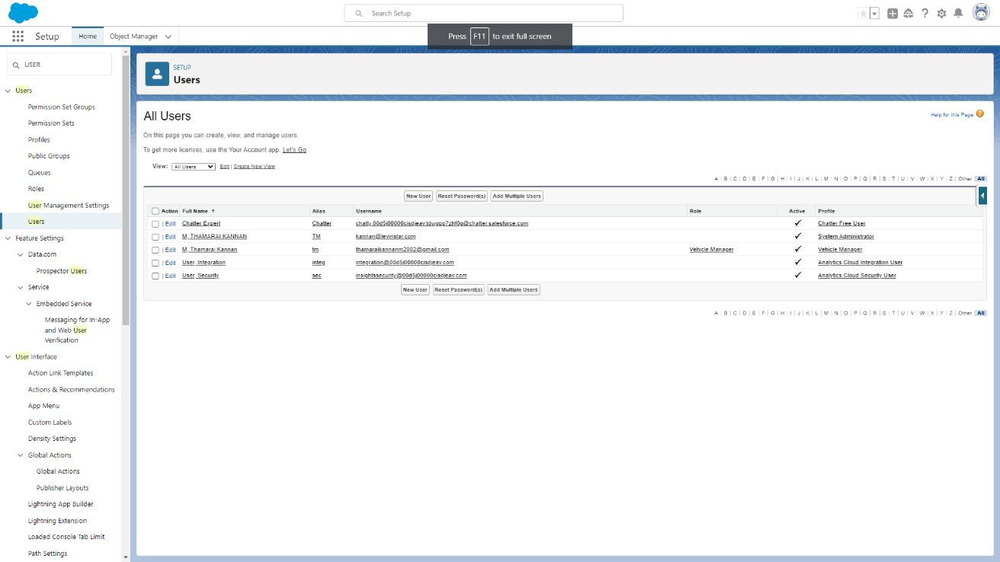 Search Setup
Setup
Home
Object Manager
Press F11 to exit full screen
USER
Users
Permission Set Groups
Permission Sets
Profiles
Public Groups
Queues
Roles
User Management Settings
Users
Feature Settings
Data.com
Prospector Users
Service
Embedded Service
Messaging for In-App
and Web User
Verification
User Interface
Action Link Templates
Actions & Recommendations
App Menu
Custom Labels
Density Settings
Global Actions
Global Actions
Publisher Layouts
Lightning App Builder
Lightning Extension
Loaded Console Tab Limit
Path Settings
SETUP
Users
All Users
Help for this Page ?
On this page you can create, view, and manage users.
To get more licenses, use the Your Account app. Let's Go
View: All Users Edit | Create New View
A | B | C | D | E | F | G | H | I | J | K | L | M | N | O | P | Q | R | S | T | U | V | W | X | Y | Z | Other All
New User Reset Password(s) Add Multiple Users
Action Full Name ↑ Alias Username Role Active Profile
| Edit Chatter Expert Chatter chatty.00d5j00000cisdjeav.tdwgpp7zhf0g@chatter.salesforce.com ✓ Chatter Free User
| Edit M, THAMARAI KANNAN TM kannan@levinstar.com ✓ System Administrator
| Edit M, Thamarai Kannan tm thamaraikannanm2002@gmail.com Vehicle Manager ✓ Vehicle Manager
| Edit User, Integration integ integration@00d5j00000cisdjeav.com ✓ Analytics Cloud Integration User
| Edit User, Security sec insightssecurity@00d5j00000cisdjeav.com ✓ Analytics Cloud Security User
New User Reset Password(s) Add Multiple Users
A | B | C | D | E | F | G | H | I | J | K | L | M | N | O | P | Q | R | S | T | U | V | W | X | Y | Z | Other All